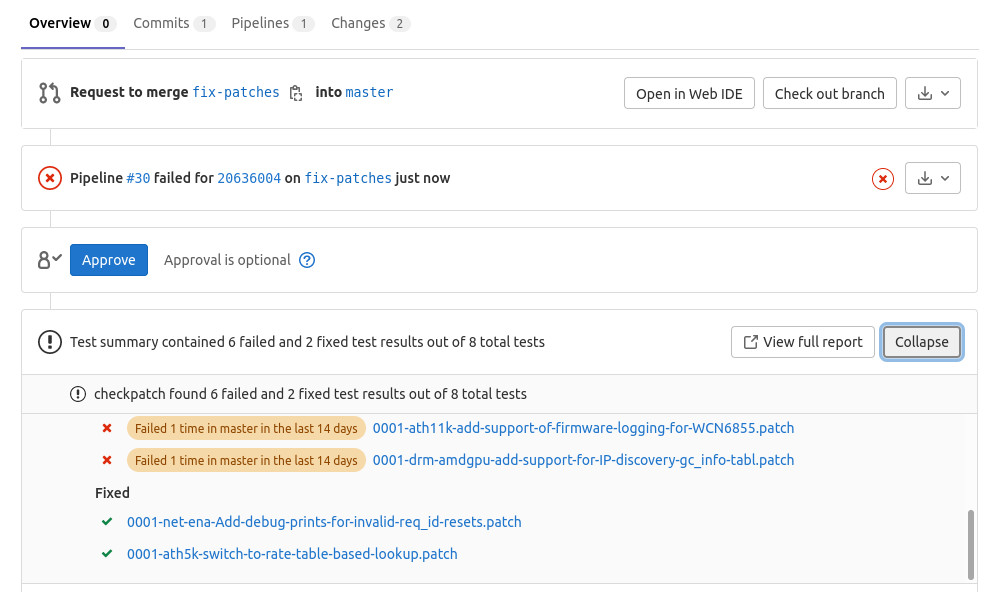 Overview 0 Commits 1 Pipelines 1 Changes 2
Request to merge fix-patches into master Open in Web IDE Check out branch
Pipeline #30 failed for 20636004 on fix-patches just now
Approve Approval is optional
Test summary contained 6 failed and 2 fixed test results out of 8 total tests View full report Collapse
checkpatch found 6 failed and 2 fixed test results out of 8 total tests
Failed 1 time in master in the last 14 days 0001-ath11k-add-support-of-firmware-logging-for-WCN6855.patch
Failed 1 time in master in the last 14 days 0001-drm-amdgpu-add-support-for-IP-discovery-gc_info-tabl.patch
Fixed
0001-net-ena-Add-debug-prints-for-invalid-req_id-resets.patch
0001-ath5k-switch-to-rate-table-based-lookup.patch